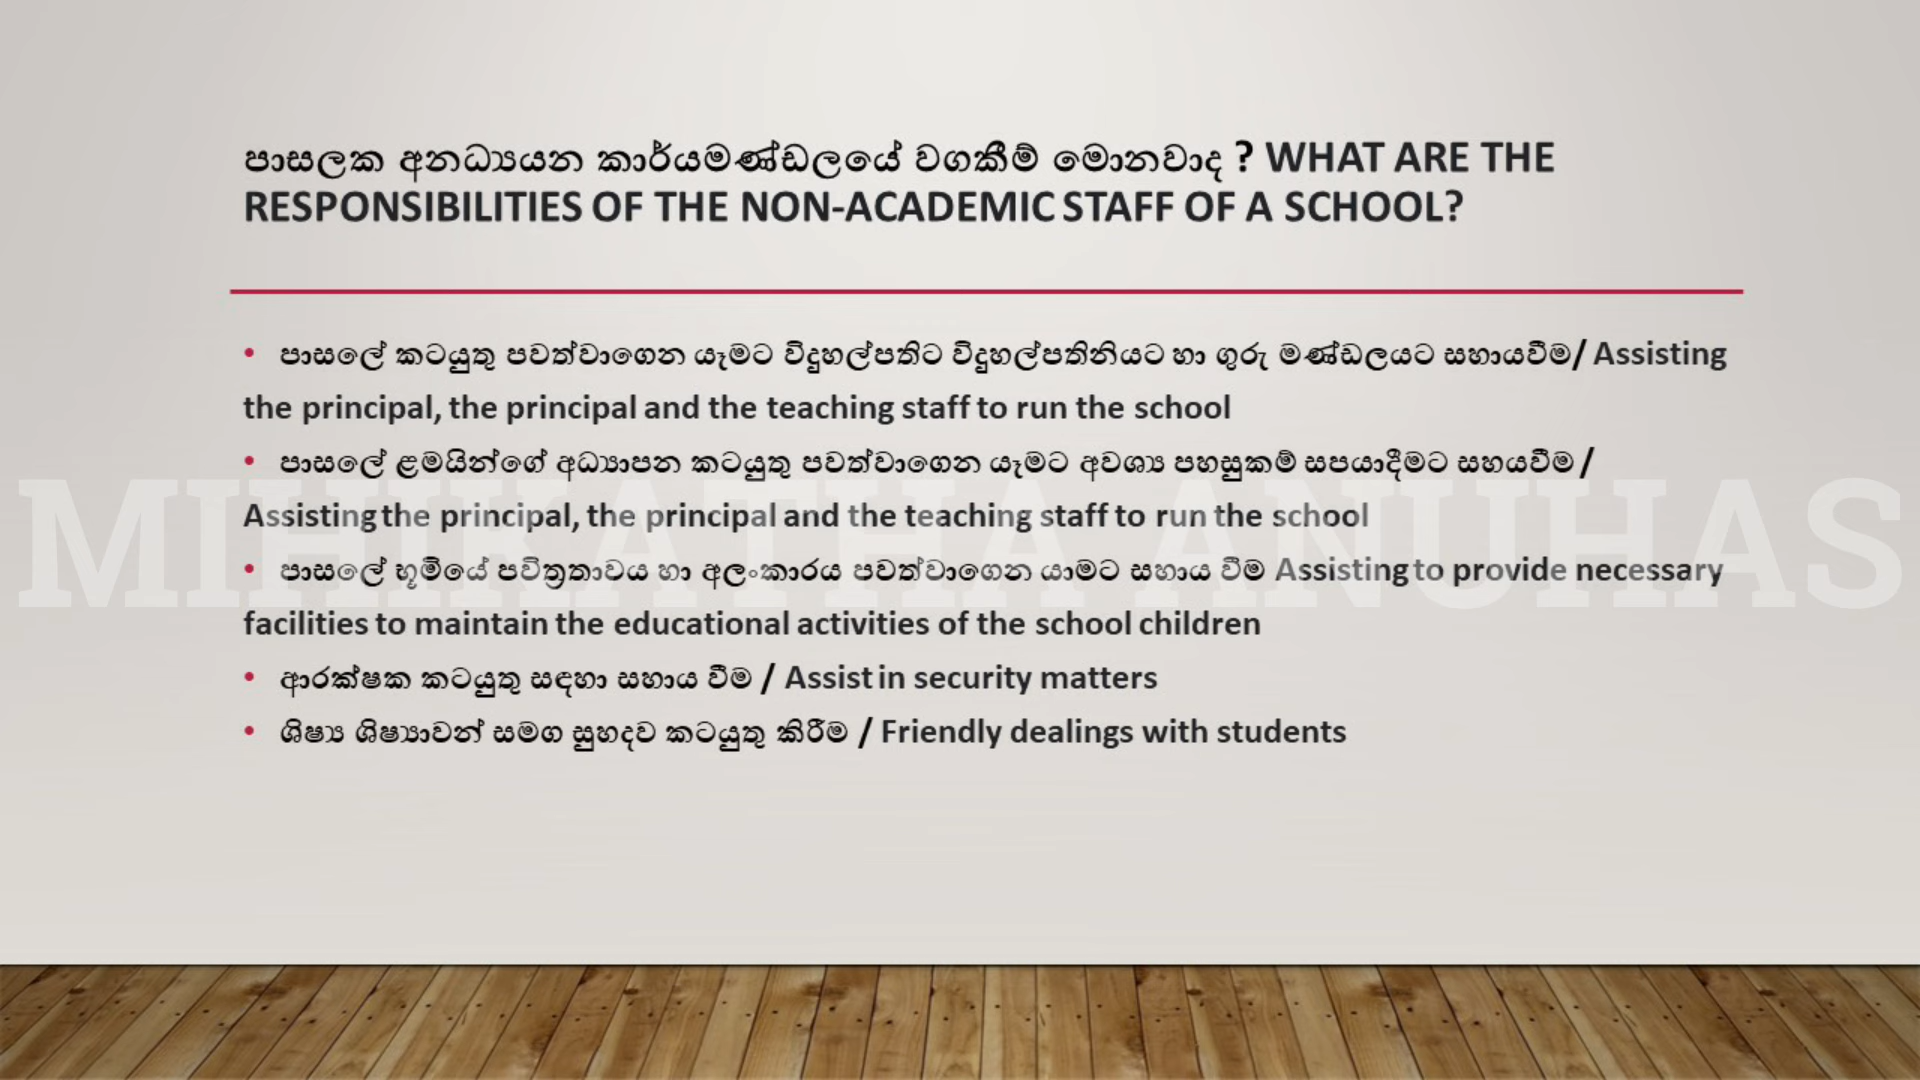 පාසලක අනධ්‍යයන කාර්යමණ්ඩලයේ වගකීම් මොනවාද ? WHAT ARE THE
RESPONSIBILITIES OF THE NON-ACADEMIC STAFF OF A SCHOOL?
• පාසලේ කටයුතු පවත්වාගෙන යෑමට විදුහල්පතිට විදුහල්පතිනියට හා ගුරු මණ්ඩලයට සහායවීම/ Assisting
the principal, the principal and the teaching staff to run the school
• පාසලේ ළමයින්ගේ අධ්‍යාපන කටයුතු පවත්වාගෙන යෑමට අවශ්‍ය පහසුකම් සපයාදීමට සහයවීම /
Assisting the principal, the principal and the teaching staff to run the school
• පාසලේ භූමියේ පවිත්‍රතාවය හා අලංකාරය පවත්වාගෙන යාමට සහාය වීම Assisting to provide necessary
facilities to maintain the educational activities of the school children
• ආරක්ෂක කටයුතු සඳහා සහාය වීම / Assist in security matters
• ශිෂ්‍ය ශිෂ්‍යාවන් සමග සුහදව කටයුතු කිරීම / Friendly dealings with students
MIHIKATHA ANUHAS